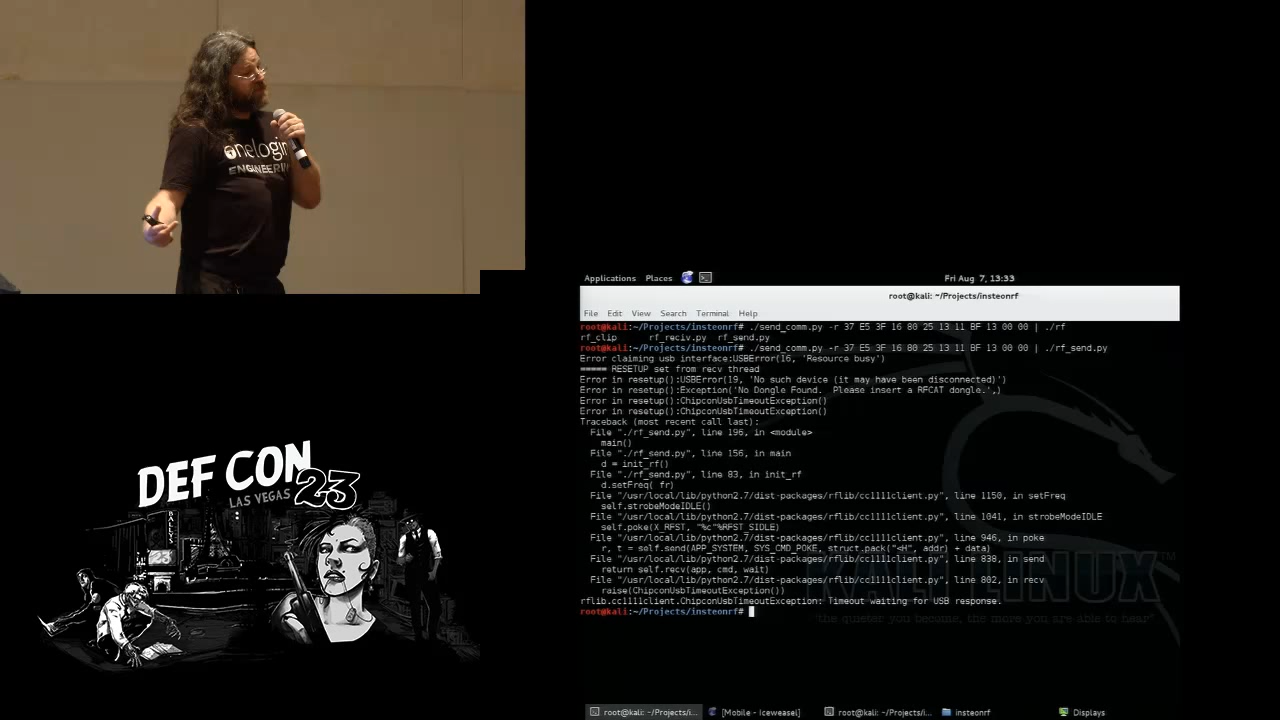 onelogin
ENGINEERIN
Applications Places
Fri Aug 7, 13:33
root@kali: ~/Projects/insteonrf
File Edit View Search Terminal Help
root@kali:~/Projects/insteonrf# ./send_comm.py -r 37 E5 3F 16 80 25 13 11 BF 13 00 00 | ./rf
rf_clip rf_reciv.py rf_send.py
root@kali:~/Projects/insteonrf# ./send_comm.py -r 37 E5 3F 16 80 25 13 11 BF 13 00 00 | ./rf_send.py
Error claiming usb interface:USBError(16, 'Resource busy')
===== RESETUP set from recv thread
Error in resetup():USBError(19, 'No such device (it may have been disconnected)')
Error in resetup():Exception('No Dongle Found.  Please insert a RFCAT dongle.',)
Error in resetup():ChipconUsbTimeoutException()
Error in resetup():ChipconUsbTimeoutException()
Traceback (most recent call last):
File "./rf_send.py", line 196, in <module>
main()
File "./rf_send.py", line 156, in main
d = init_rf()
File "./rf_send.py", line 83, in init_rf
d.setFreq( fr)
File "/usr/local/lib/python2.7/dist-packages/rflib/cc1111client.py", line 1150, in setFreq
self.strobeModeIDLE()
File "/usr/local/lib/python2.7/dist-packages/rflib/cc1111client.py", line 1041, in strobeModeIDLE
self.poke(X_RFST, "%c"%RFST_SIDLE)
File "/usr/local/lib/python2.7/dist-packages/rflib/cc1111client.py", line 946, in poke
r, t = self.send(APP_SYSTEM, SYS_CMD_POKE, struct.pack("<H", addr) + data)
File "/usr/local/lib/python2.7/dist-packages/rflib/cc1111client.py", line 838, in send
return self.recv(app, cmd, wait)
File "/usr/local/lib/python2.7/dist-packages/rflib/cc1111client.py", line 802, in recv
raise(ChipconUsbTimeoutException())
rflib.cc1111client.ChipconUsbTimeoutException: Timeout waiting for USB response.
root@kali:~/Projects/insteonrf#
KALI LINUX™
"the quieter you become, the more you are able to hear"
root@kali: ~/Projects/i... [Mobile - Iceweasel] root@kali: ~/Projects/i... insteonrf Displays
DEF CON
LAS VEGAS 23
BALLYS